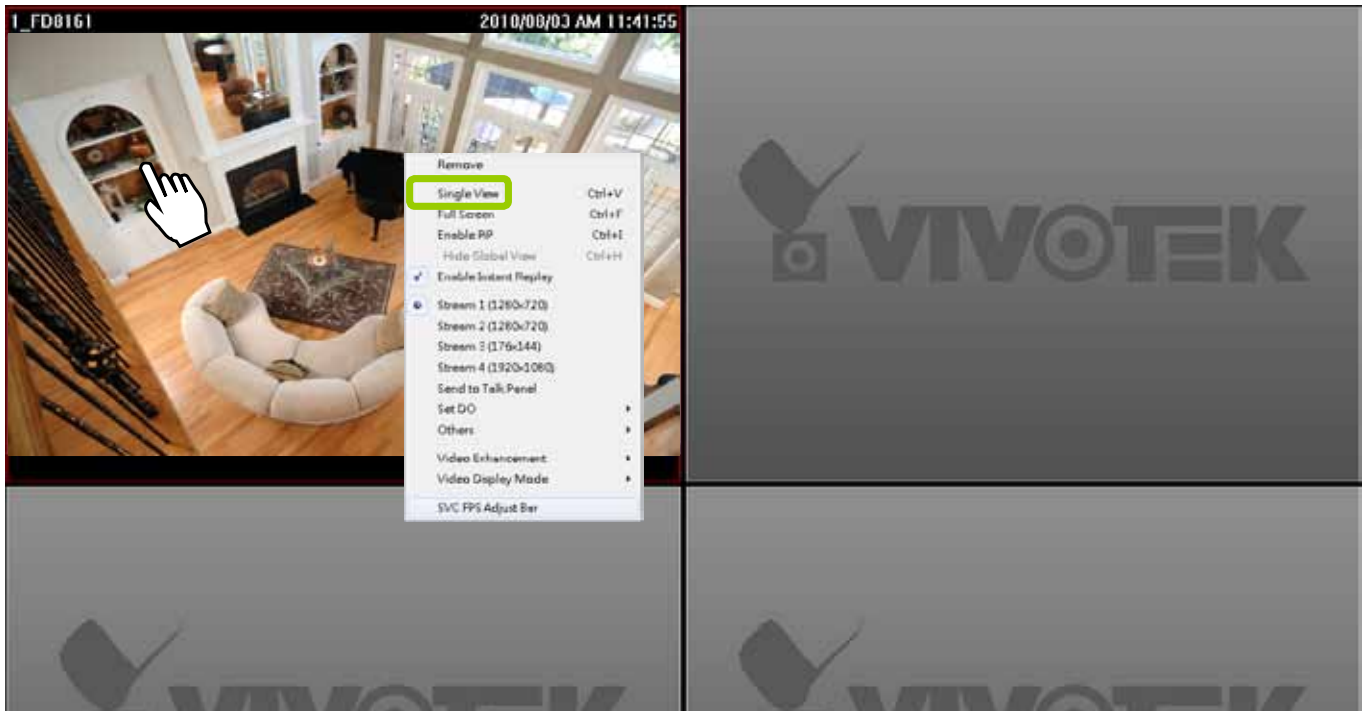 1_FD8161 2010/08/03 AM 11:41:55
Remove
Single View Ctrl+V
Full Screen Ctrl+F
Enable PiP Ctrl+I
Hide Global View Ctrl+H
Enable Instant Replay
Stream 1 (1280x720)
Stream 2 (1280x720)
Stream 3 (176x144)
Stream 4 (1920x1080)
Send to Talk Panel
Set DO
Others
Video Enhancement
Video Display Mode
SVC FPS Adjust Bar
VIVOTEK
VIVOTEK
VIVOTEK